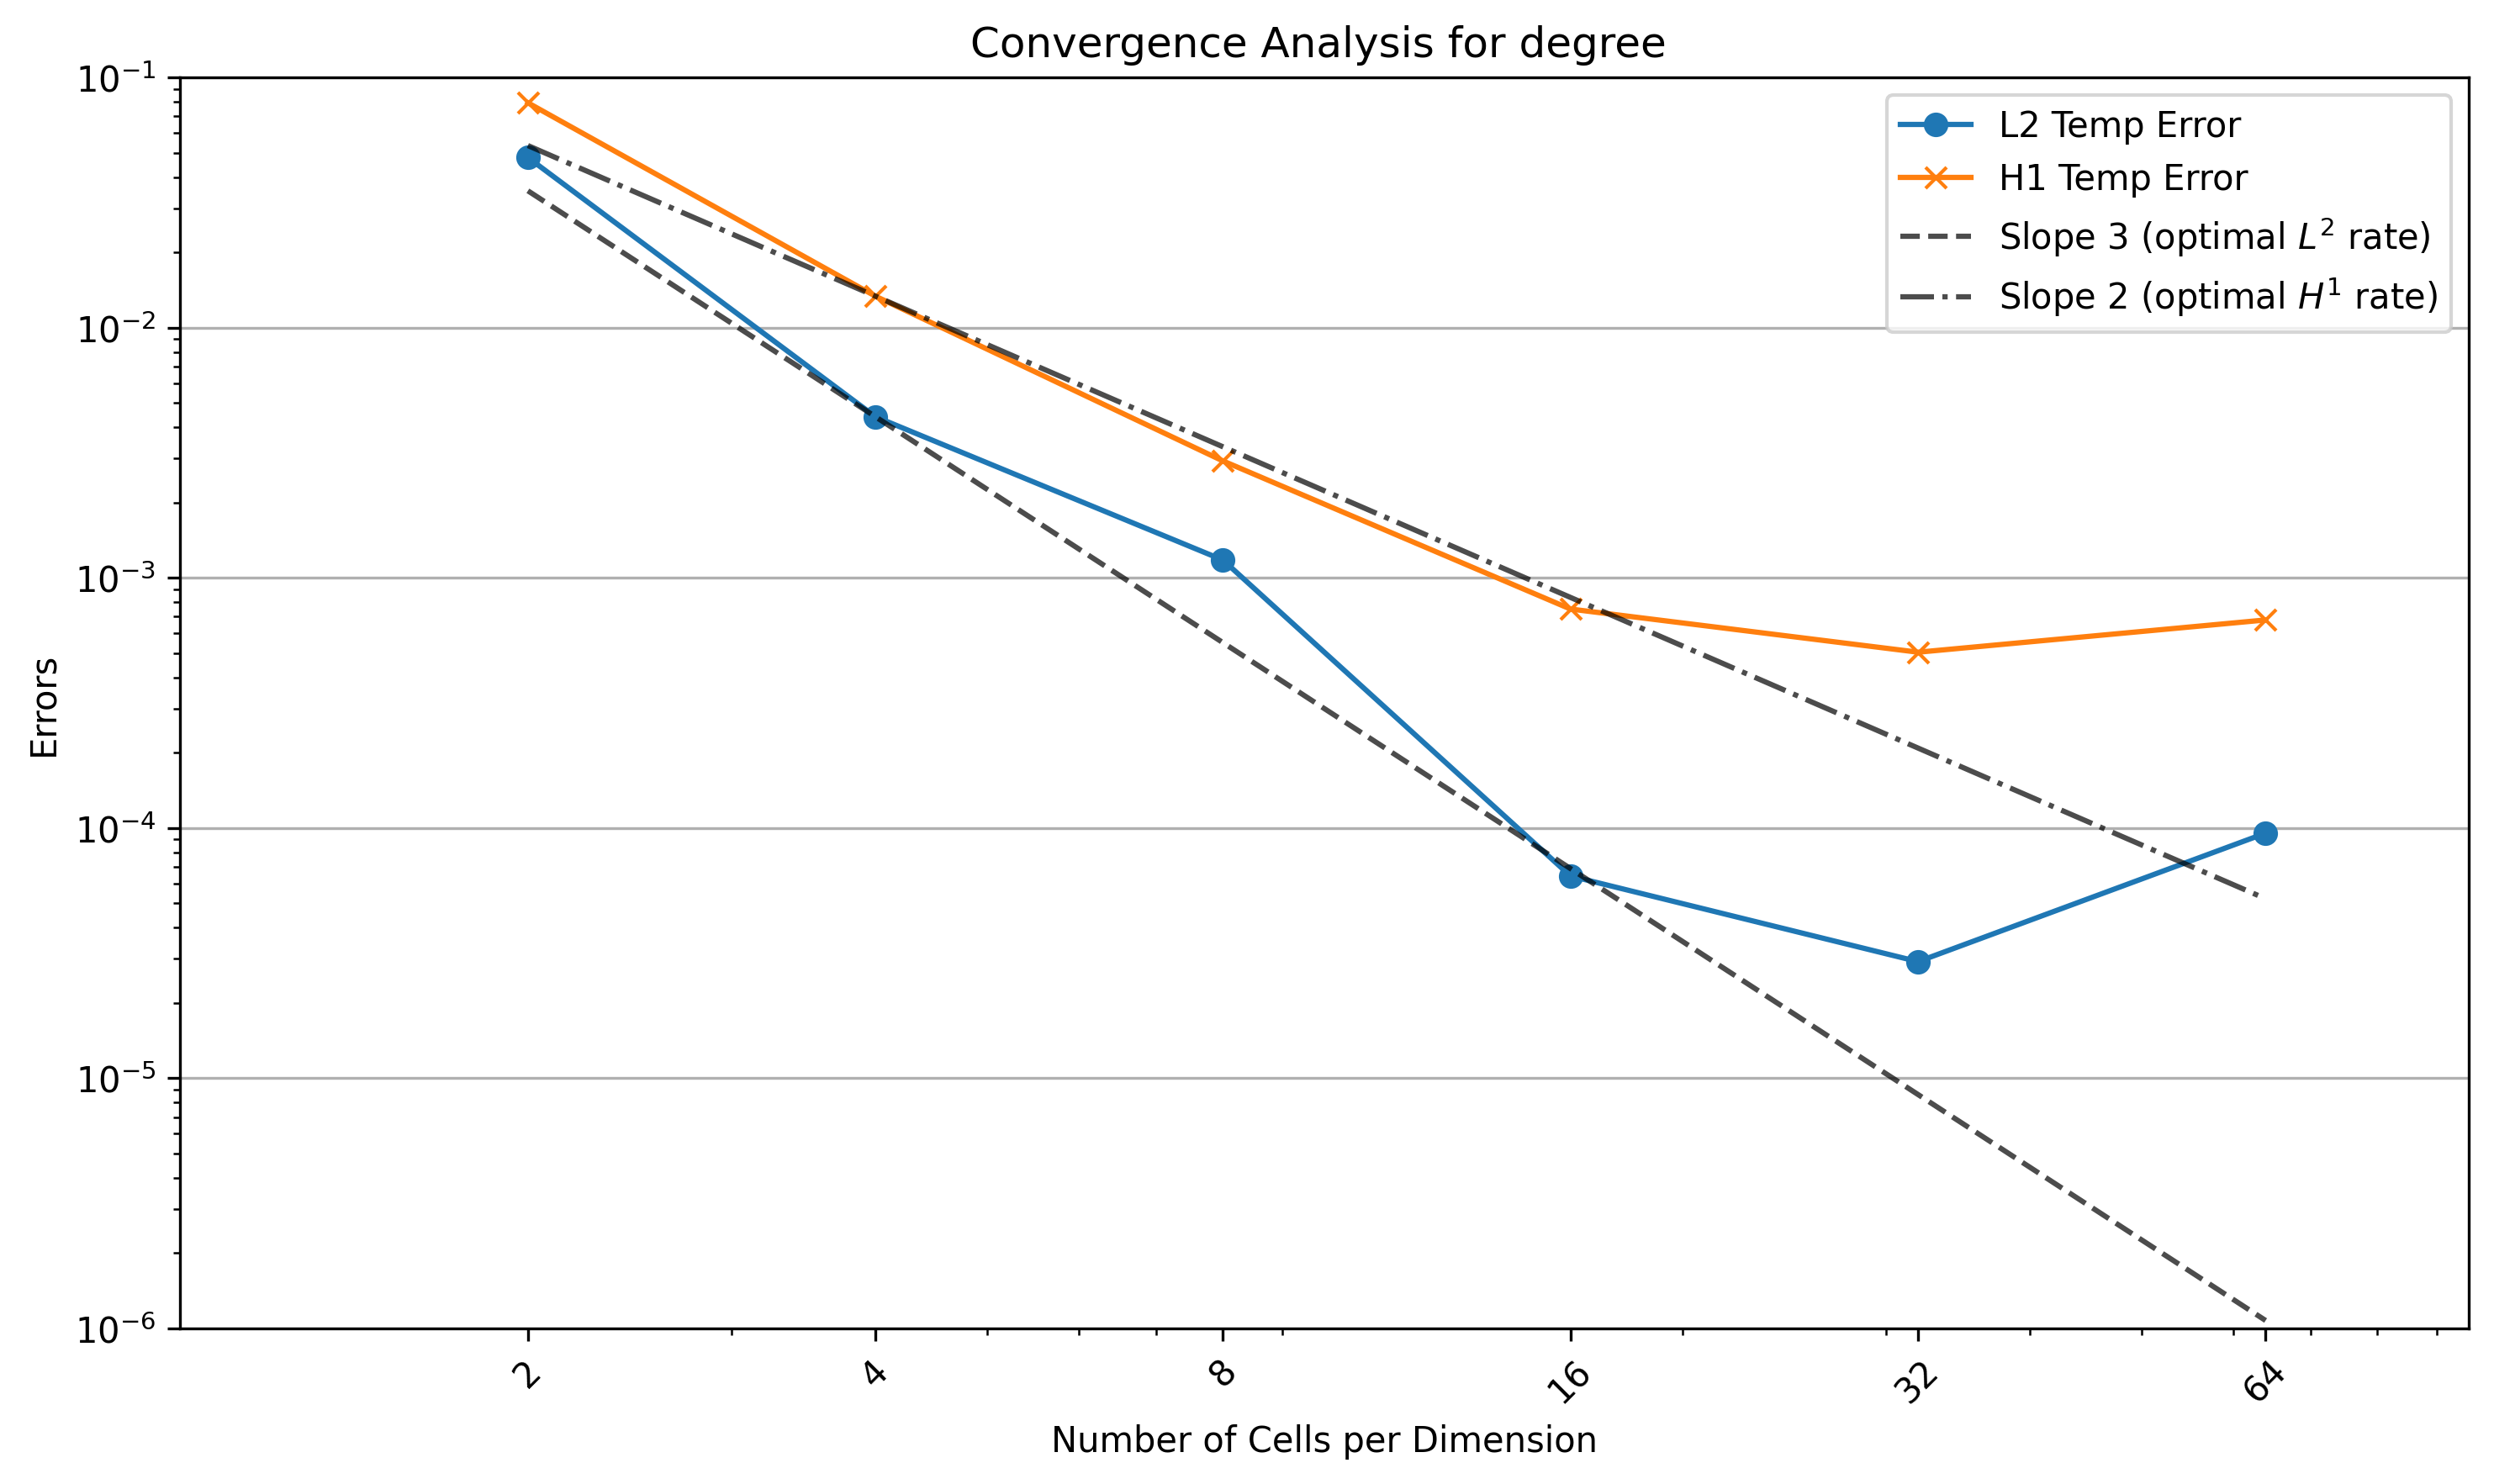 Convergence Analysis for degree
L2 Temp Error
H1 Temp Error
Slope 3 (optimal L² rate)
Slope 2 (optimal H¹ rate)
Errors
10⁻¹
10⁻²
10⁻³
10⁻⁴
10⁻⁵
10⁻⁶
2
4
8
16
32
64
Number of Cells per Dimension